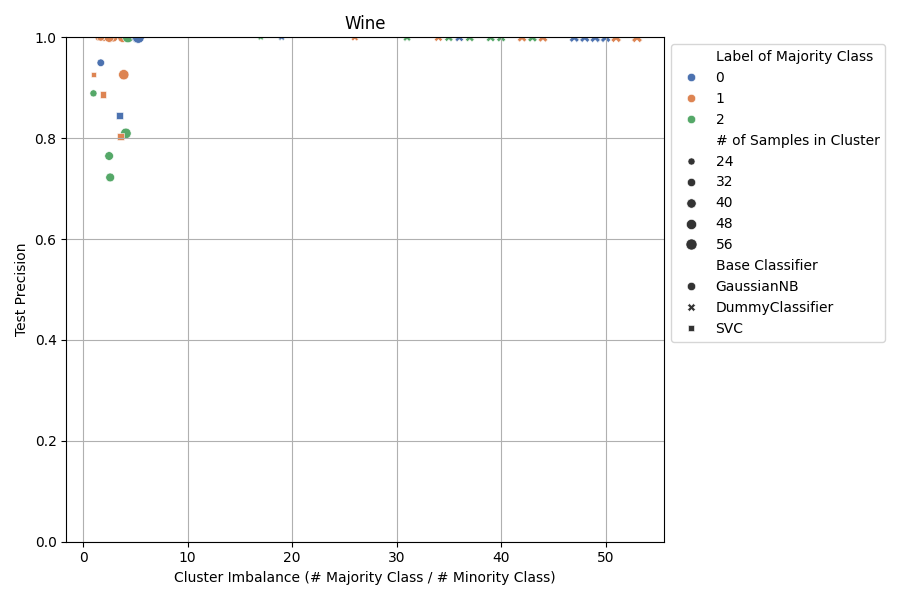 Wine
1.0
0.8
0.6
0.4
0.2
0.0
Test Precision
0
10
20
30
40
50
Cluster Imbalance (# Majority Class / # Minority Class)
Label of Majority Class
0
1
2
# of Samples in Cluster
24
32
40
48
56
Base Classifier
GaussianNB
DummyClassifier
SVC